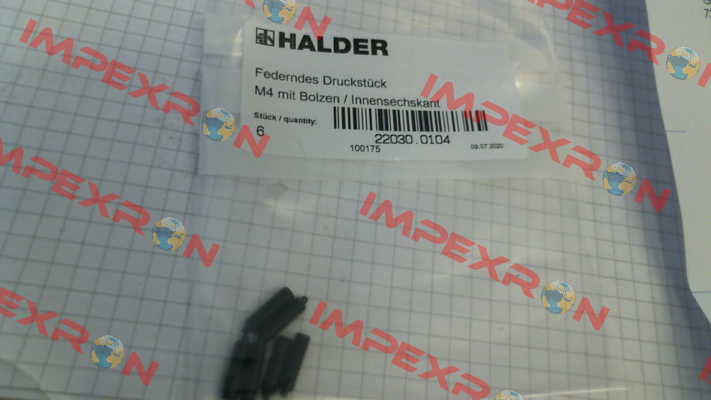 HALDER
Federndes Druckstück
M4 mit Bolzen / Innensechskant
Stück / quantity:
6
22030.0104
100175
09.07.2020
IMPEXRON
IMPEXRON
IMPEXRON
IMPEXRON
IMPEXRON
IMPEXRON
IMPEXRON